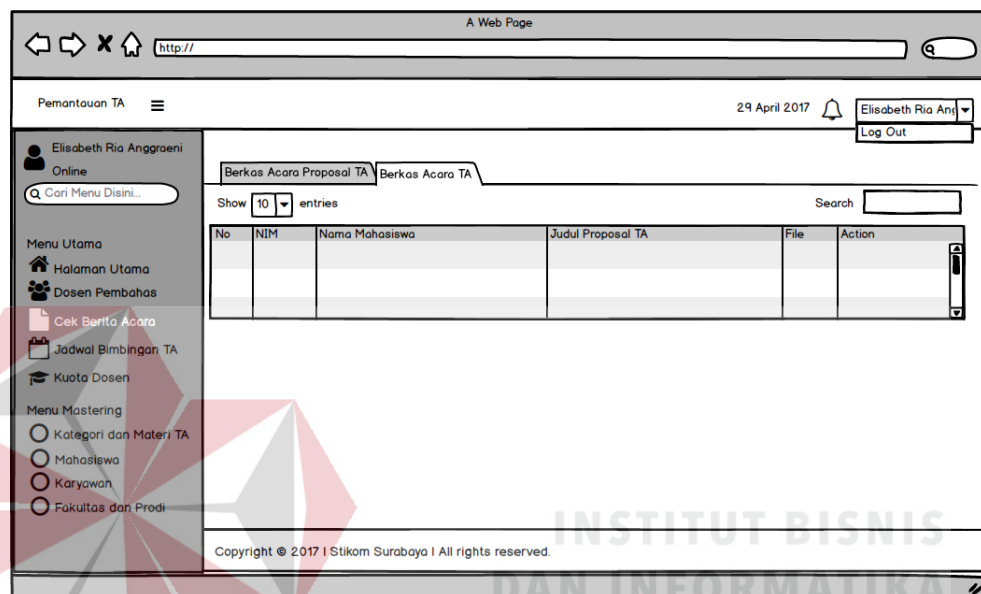 A Web Page
http://
Pemantauan TA
29 April 2017
Elisabeth Ria Ang
Log Out
Elisabeth Ria Anggraeni
Online
Cari Menu Disini...
Menu Utama
Halaman Utama
Dosen Pembahas
Cek Berita Acara
Jadwal Bimbingan TA
Kuota Dosen
Menu Mastering
Kategori dan Materi TA
Mahasiswa
Karyawan
Fakultas dan Prodi
Berkas Acara Proposal TA Berkas Acara TA
Show 10 entries
Search
No NIM Nama Mahasiswa Judul Proposal TA File Action
Copyright © 2017 | Stikom Surabaya | All rights reserved.
INSTITUT BISNIS
DAN INFORMATIKA